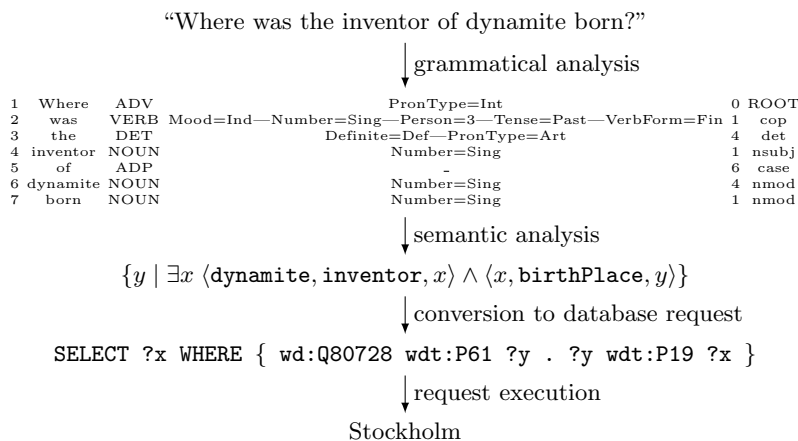 “Where was the inventor of dynamite born?”
grammatical analysis
1 Where ADV PronType=Int 0 ROOT
2 was VERB Mood=Ind—Number=Sing—Person=3—Tense=Past—VerbForm=Fin 1 cop
3 the DET Definite=Def—PronType=Art 4 det
4 inventor NOUN Number=Sing 1 nsubj
5 of ADP - 6 case
6 dynamite NOUN Number=Sing 4 nmod
7 born NOUN Number=Sing 1 nmod
semantic analysis
{y | ∃x ⟨dynamite, inventor, x⟩ ∧ ⟨x, birthPlace, y⟩}
conversion to database request
SELECT ?x WHERE { wd:Q80728 wdt:P61 ?y . ?y wdt:P19 ?x }
request execution
Stockholm